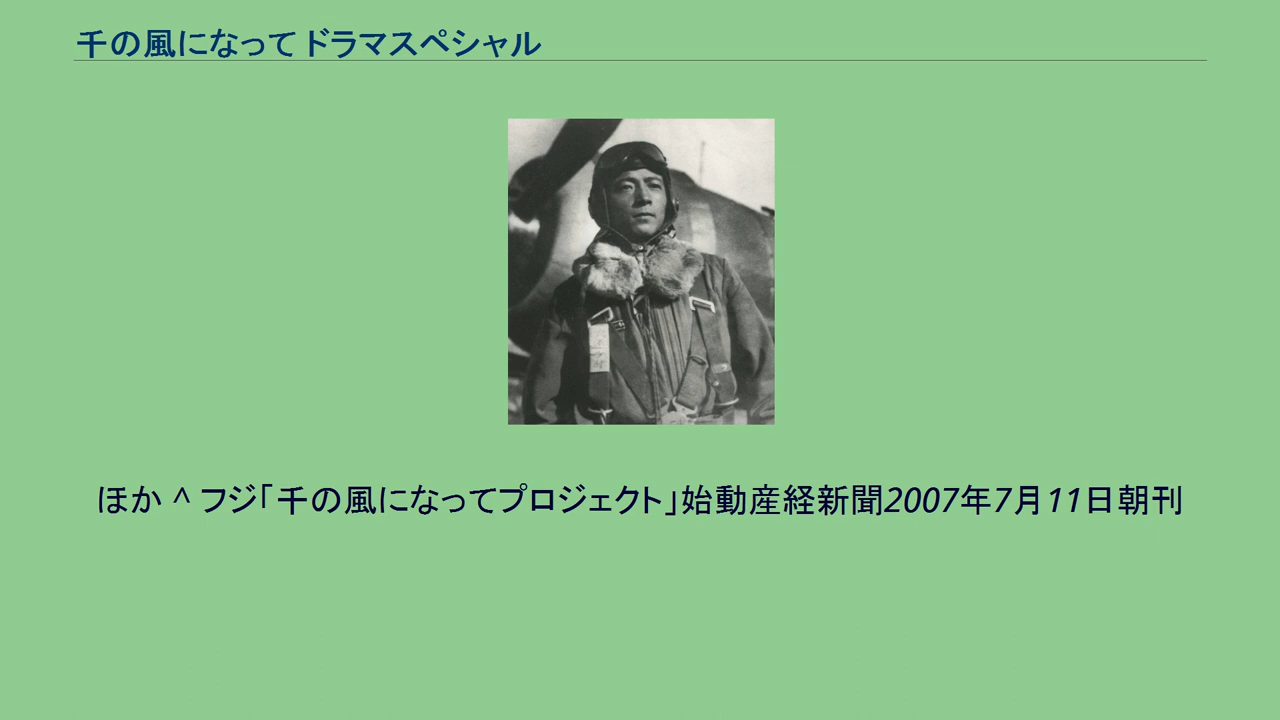 千の風になって ドラマスペシャル
ほか ^ フジ「千の風になってプロジェクト」始動産経新聞2007年7月11日朝刊